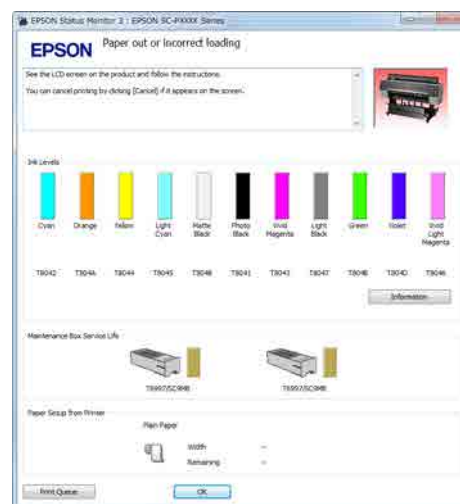 EPSON Status Monitor 3 : EPSON SC-PXXXX Series
EPSON
Paper out or incorrect loading
See the LCD screen on the product and follow the instructions.
You can cancel printing by clicking [Cancel] if it appears on the screen.
Ink Levels
Cyan Orange Yellow Light Cyan Matte Black Photo Black Vivid Magenta Light Black Green Violet Vivid Light Magenta
T8042 T804A T8044 T8045 T8048 T8041 T8043 T8047 T804B T804D T8046
Information
Maintenance Box Service Life
T6997/SC9MB T6997/SC9MB
Paper Setup from Printer
Plain Paper
Width --
Remaining --
Print Queue OK